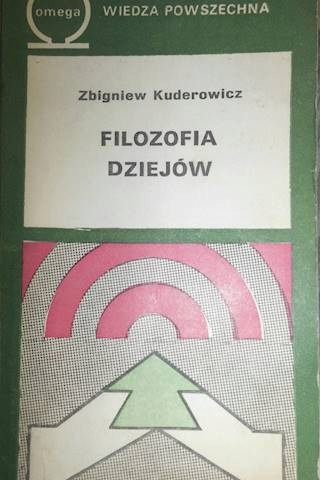 omega WIEDZA POWSZECHNA
Zbigniew Kuderowicz
FILOZOFIA
DZIEJÓW